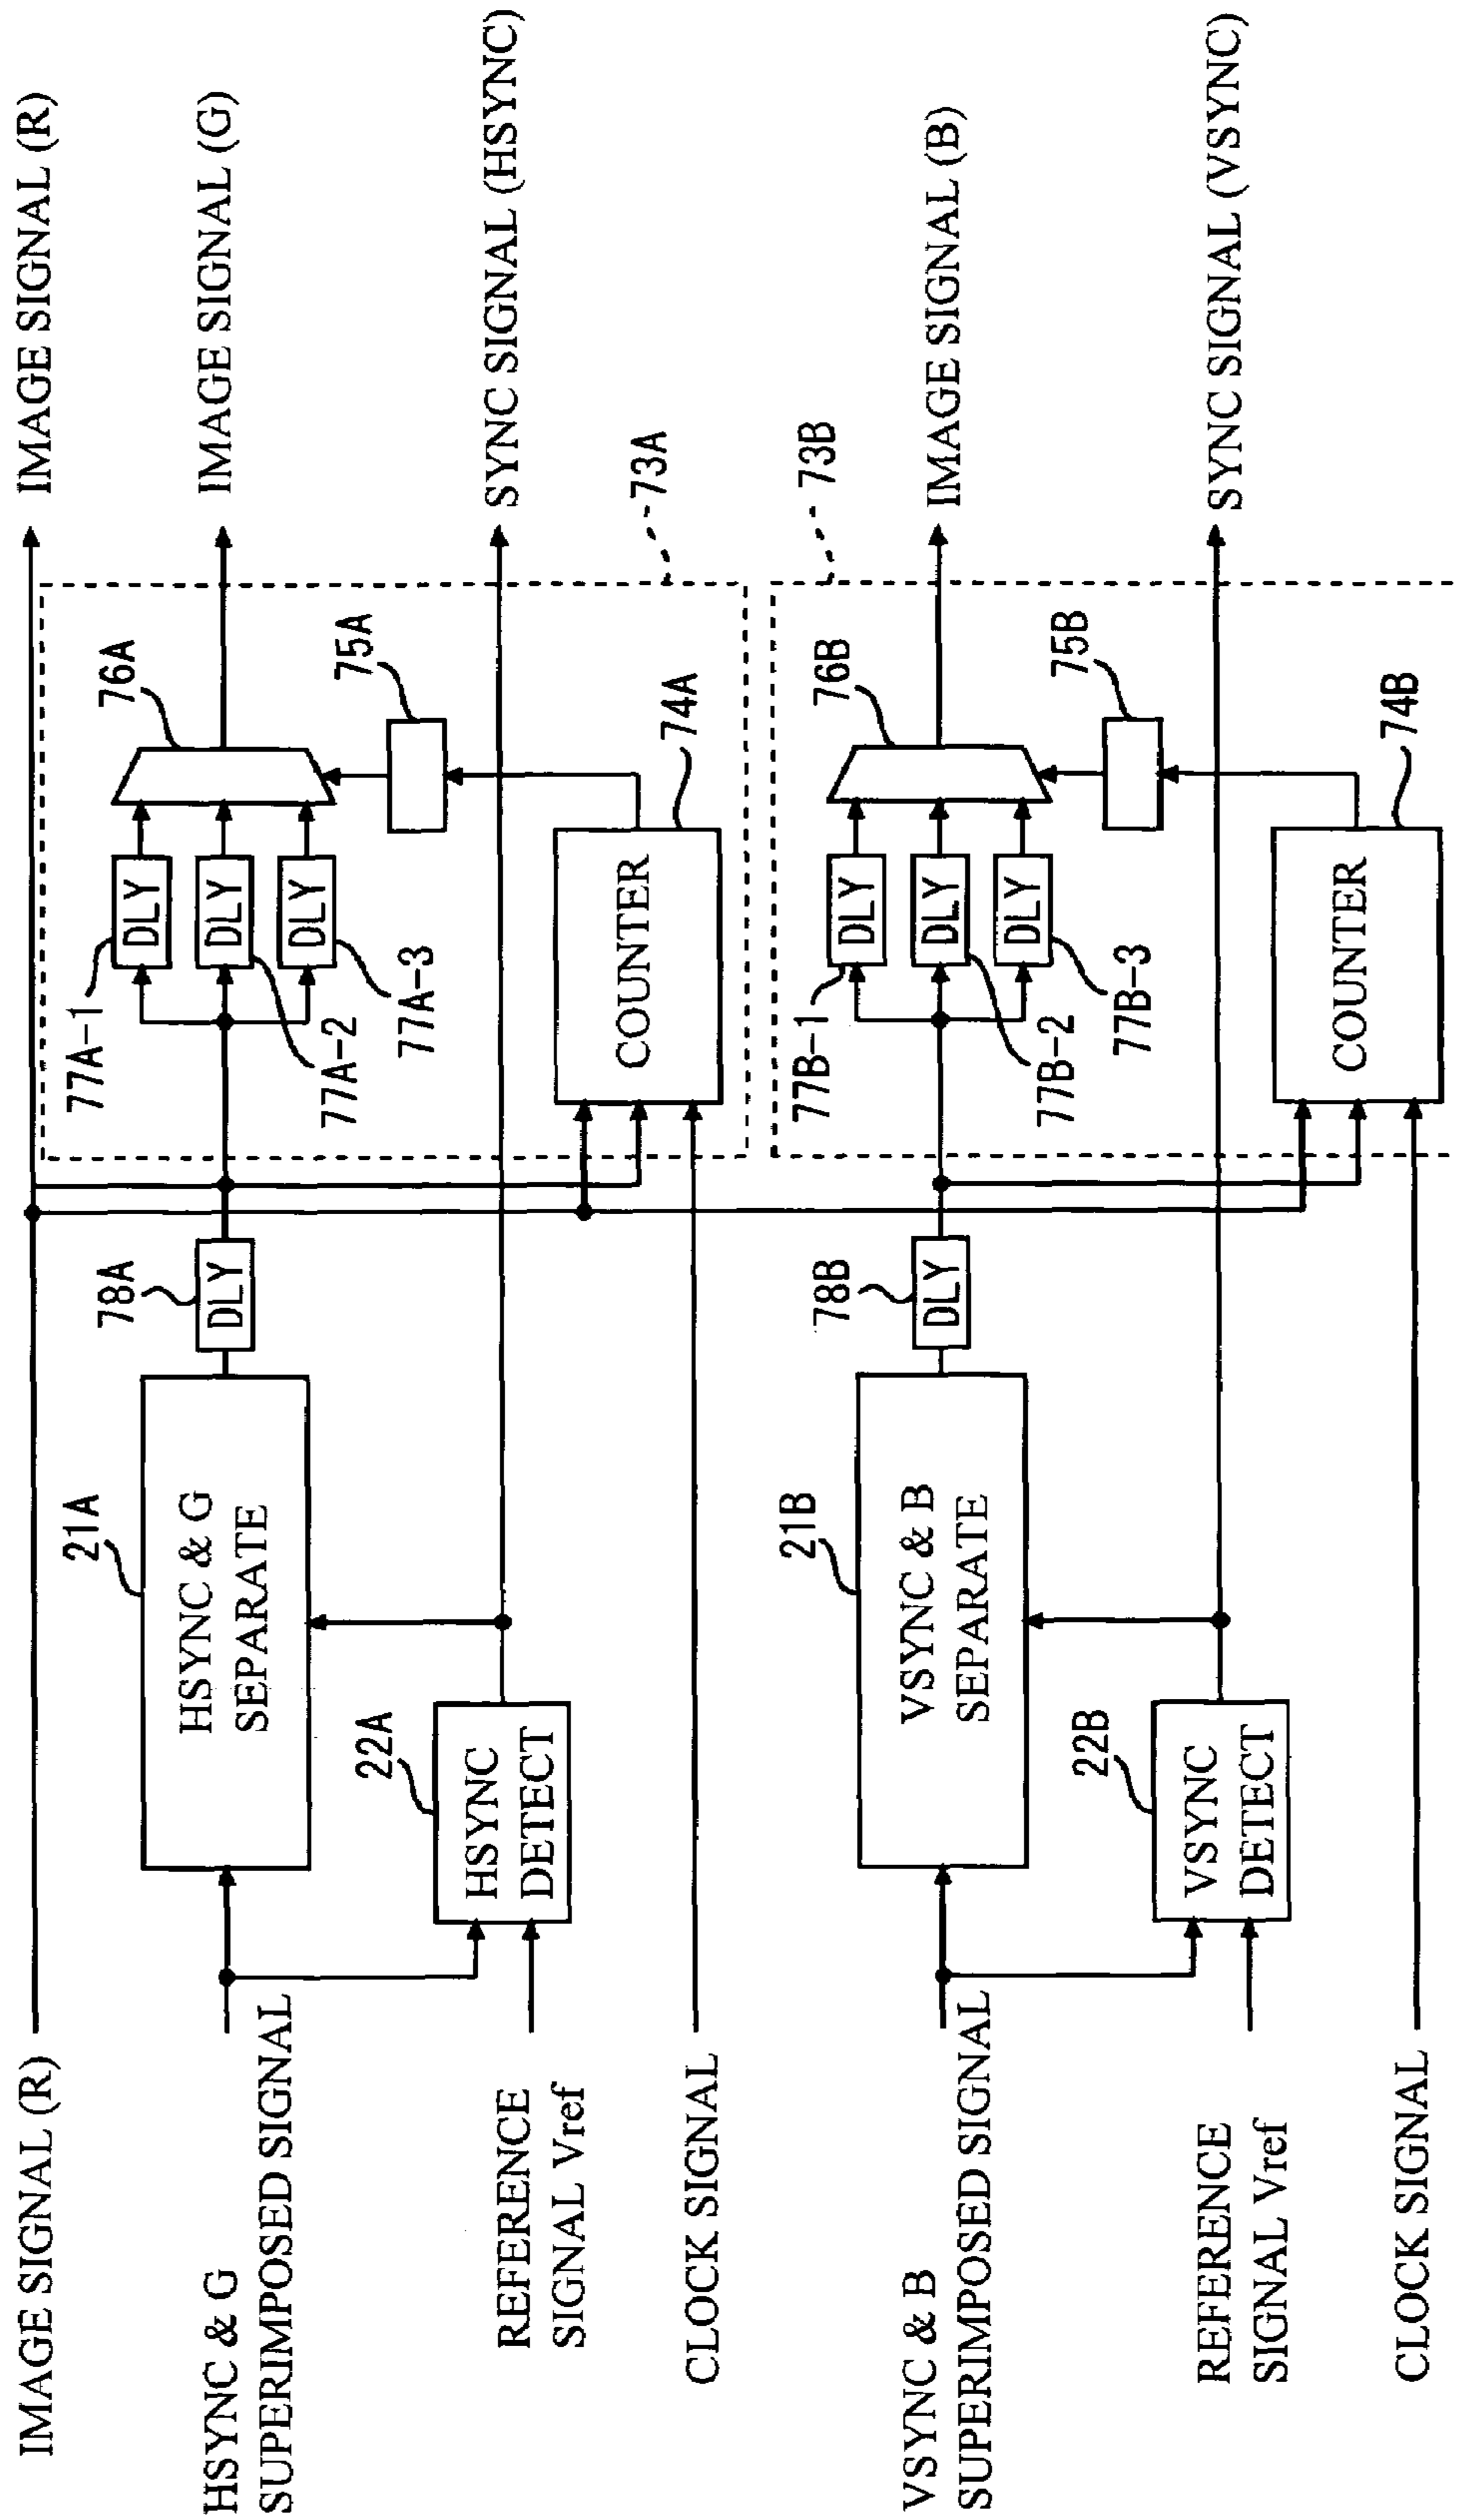 IMAGE SIGNAL (R)
IMAGE SIGNAL (R)
HSYNC & G
SUPERIMPOSED SIGNAL
21A
HSYNC & G
SEPARATE
78A
DLY
77A-1
DLY
77A-2
DLY
77A-3
DLY
76A
IMAGE SIGNAL (G)
REFERENCE
SIGNAL Vref
22A
HSYNC
DETECT
75A
SYNC SIGNAL (HSYNC)
CLOCK SIGNAL
COUNTER
74A
73A
VSYNC & B
SUPERIMPOSED SIGNAL
21B
VSYNC & B
SEPARATE
78B
DLY
77B-1
DLY
77B-2
DLY
77B-3
DLY
76B
73B
IMAGE SIGNAL (B)
REFERENCE
SIGNAL Vref
22B
VSYNC
DETECT
75B
SYNC SIGNAL (VSYNC)
CLOCK SIGNAL
COUNTER
74B